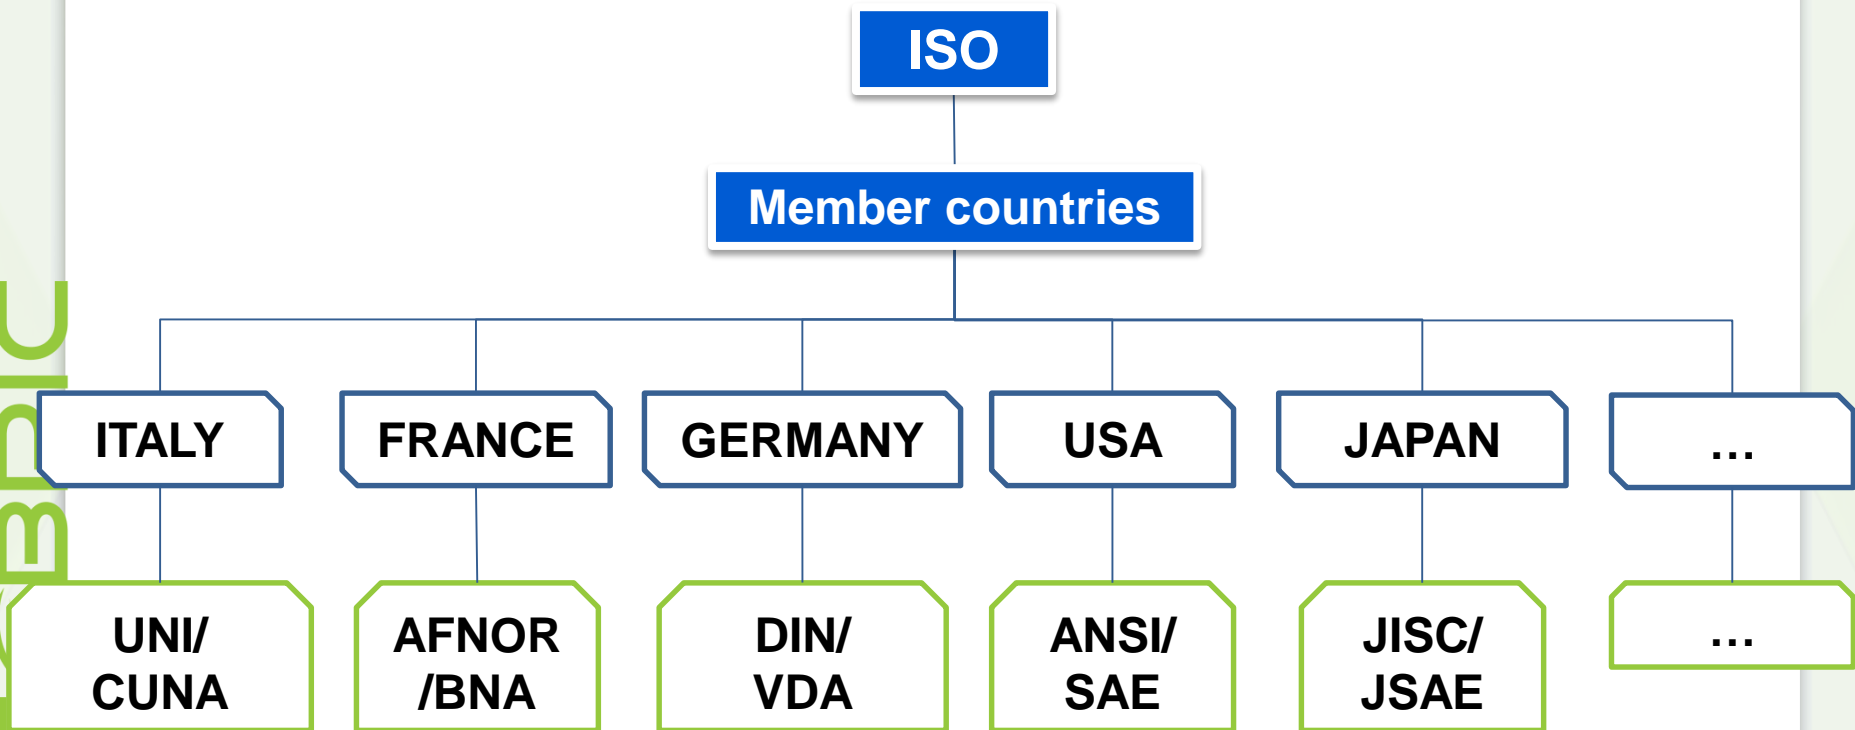 ISO
Member countries
ITALY
FRANCE
GERMANY
USA
JAPAN
...
UNI/
CUNA
AFNOR
/BNA
DIN/
VDA
ANSI/
SAE
JISC/
JSAE
...